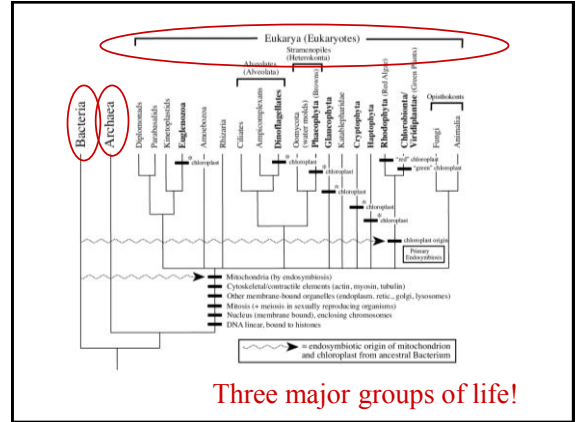 Eukarya (Eukaryotes)
Stramenopiles
(Heterokonta)
Alveolates
(Alveolata)
Opisthokonts
Bacteria
Archaea
Diplomonads
Parabasalids
Kinetoplastids
Euglenozoa
Amoebozoa
Rhizaria
Ciliates
Ampicomplexans
Dinoflagellates
Oomycota
(water molds)
Phaeophyta (Browns)
Glaucophyta
Katablepharidae
Cryptophyta
Haptophyta
Rhodophyta (Red Algae)
Chlorobionta/
Viridiplantae (Green Plants)
Fungi
Animalia
* chloroplast
* chloroplast
* chloroplast
* chloroplast
* chloroplast
* chloroplast
"red" chloroplast
"green" chloroplast
chloroplast origin
Primary
Endosymbiosis
Mitochondria (by endosymbiosis)
Cytoskeletal/contractile elements (actin, myosin, tubulin)
Other membrane-bound organelles (endoplasm, retic., golgi, lysosomes)
Mitosis (+ meiosis in sexually reproducing organisms)
Nucleus (membrane bound), enclosing chromosomes
DNA linear, bound to histones
= endosymbiotic origin of mitochondrion
and chloroplast from ancestral Bacterium
Three major groups of life!